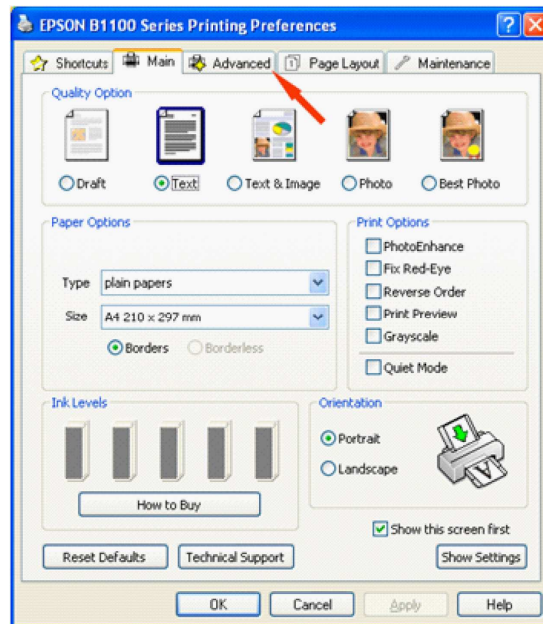 EPSON B1100 Series Printing Preferences
Shortcuts Main Advanced 1 Page Layout Maintenance
Quality Option
Draft Text Text & Image Photo Best Photo
Paper Options
Type plain papers
Size A4 210 x 297 mm
Borders Borderless
Print Options
PhotoEnhance
Fix Red-Eye
Reverse Order
Print Preview
Grayscale
Quiet Mode
Ink Levels
How to Buy
Orientation
Portrait
Landscape
A
Show this screen first
Reset Defaults Technical Support Show Settings
OK Cancel Apply Help